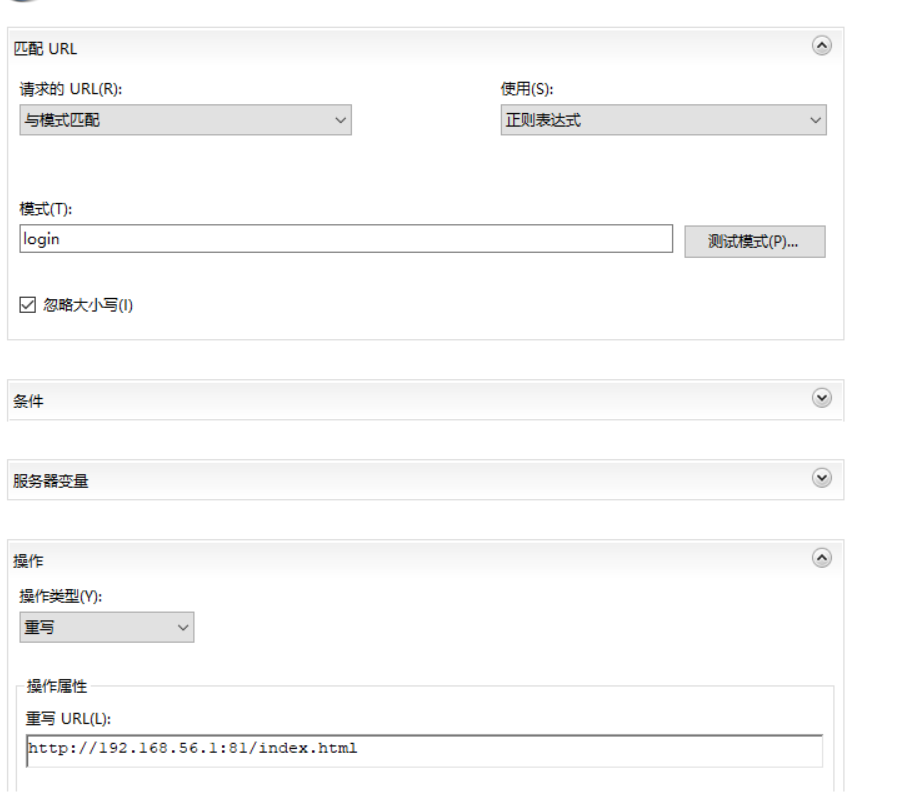 匹配 URL
请求的 URL(R): 使用(S):
与模式匹配 正则表达式
模式(T):
login 测试模式(P)...
忽略大小写(I)
条件
服务器变量
操作
操作类型(Y):
重写
操作属性
重写 URL(L):
http://192.168.56.1:81/index.html